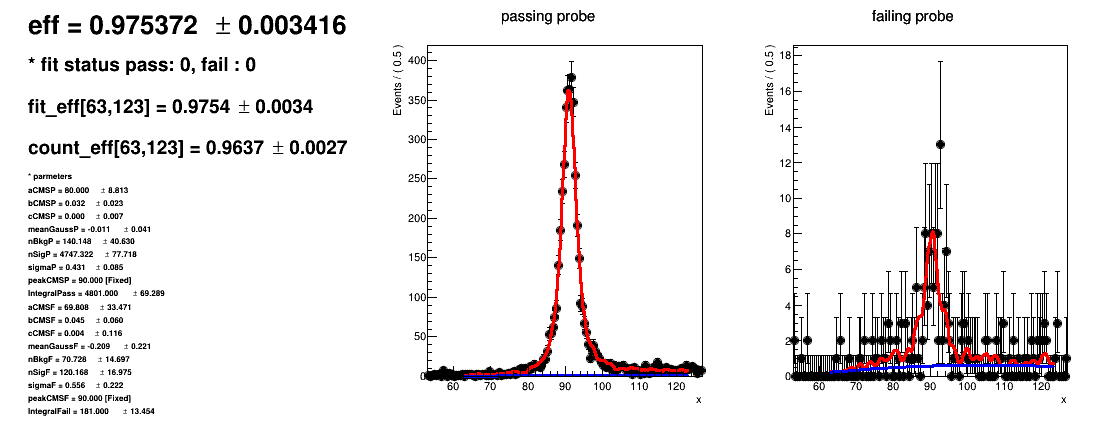 eff = 0.975372 ± 0.003416
* fit status pass: 0, fail : 0
fit_eff[63,123] = 0.9754 ± 0.0034
count_eff[63,123] = 0.9637 ± 0.0027
* parmeters
aCMSP = 80.000 ± 8.813
bCMSP = 0.032 ± 0.023
cCMSP = 0.000 ± 0.007
meanGaussP = -0.011 ± 0.041
nBkgP = 140.148 ± 40.630
nSigP = 4747.322 ± 77.718
sigmaP = 0.431 ± 0.085
peakCMSP = 90.000 [Fixed]
IntegralPass = 4801.000 ± 69.289
aCMSF = 69.808 ± 33.471
bCMSF = 0.045 ± 0.060
cCMSF = 0.004 ± 0.116
meanGaussF = -0.209 ± 0.221
nBkgF = 70.728 ± 14.697
nSigF = 120.168 ± 16.975
sigmaF = 0.556 ± 0.222
peakCMSF = 90.000 [Fixed]
IntegralFail = 181.000 ± 13.454
passing probe
Events / ( 0.5 )
400
350
300
250
200
150
100
50
0
60 70 80 90 100 110 120
x
failing probe
Events / ( 0.5 )
18
16
14
12
10
8
6
4
2
0
60 70 80 90 100 110 120
x